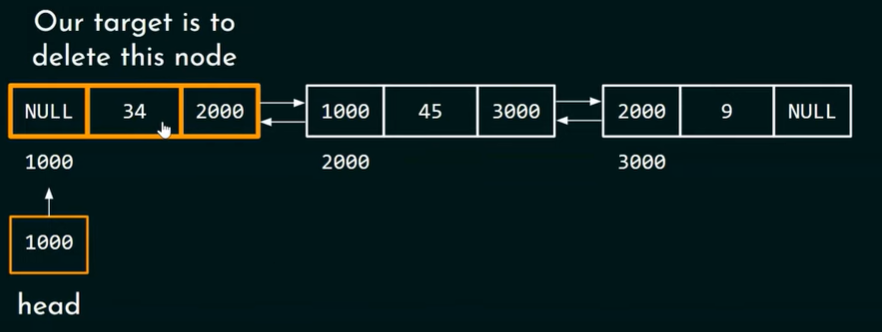 Our target is to
delete this node
NULL 34 2000 1000 45 3000 2000 9 NULL
1000 2000 3000
1000
head